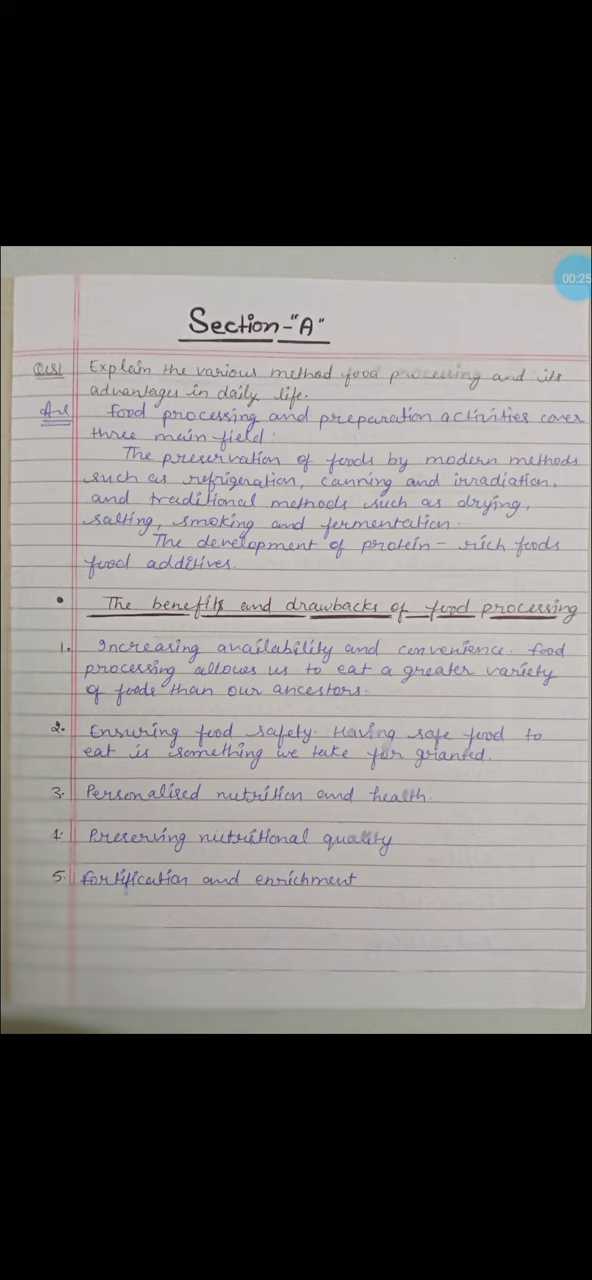 00:25
Section-"A"
Qus1 Explain the various method food processing and its
advantages in daily life.
Ans food processing and preparation activities cover
three main field:
The preservation of foods by modern methods
such as refrigeration, canning and irradiation,
and traditional methods such as drying,
salting, smoking and fermentation.
The development of protein - rich foods
food additives.
• The benefits and drawbacks of food processing
1. Increasing availability and convenience. food
processing allows us to eat a greater variety
of foods than our ancestors.
2. Ensuring food safety. Having safe food to
eat is something we take for granted.
3. Personalised nutrition and health.
4. Preserving nutritional quality
5. fortification and enrichment